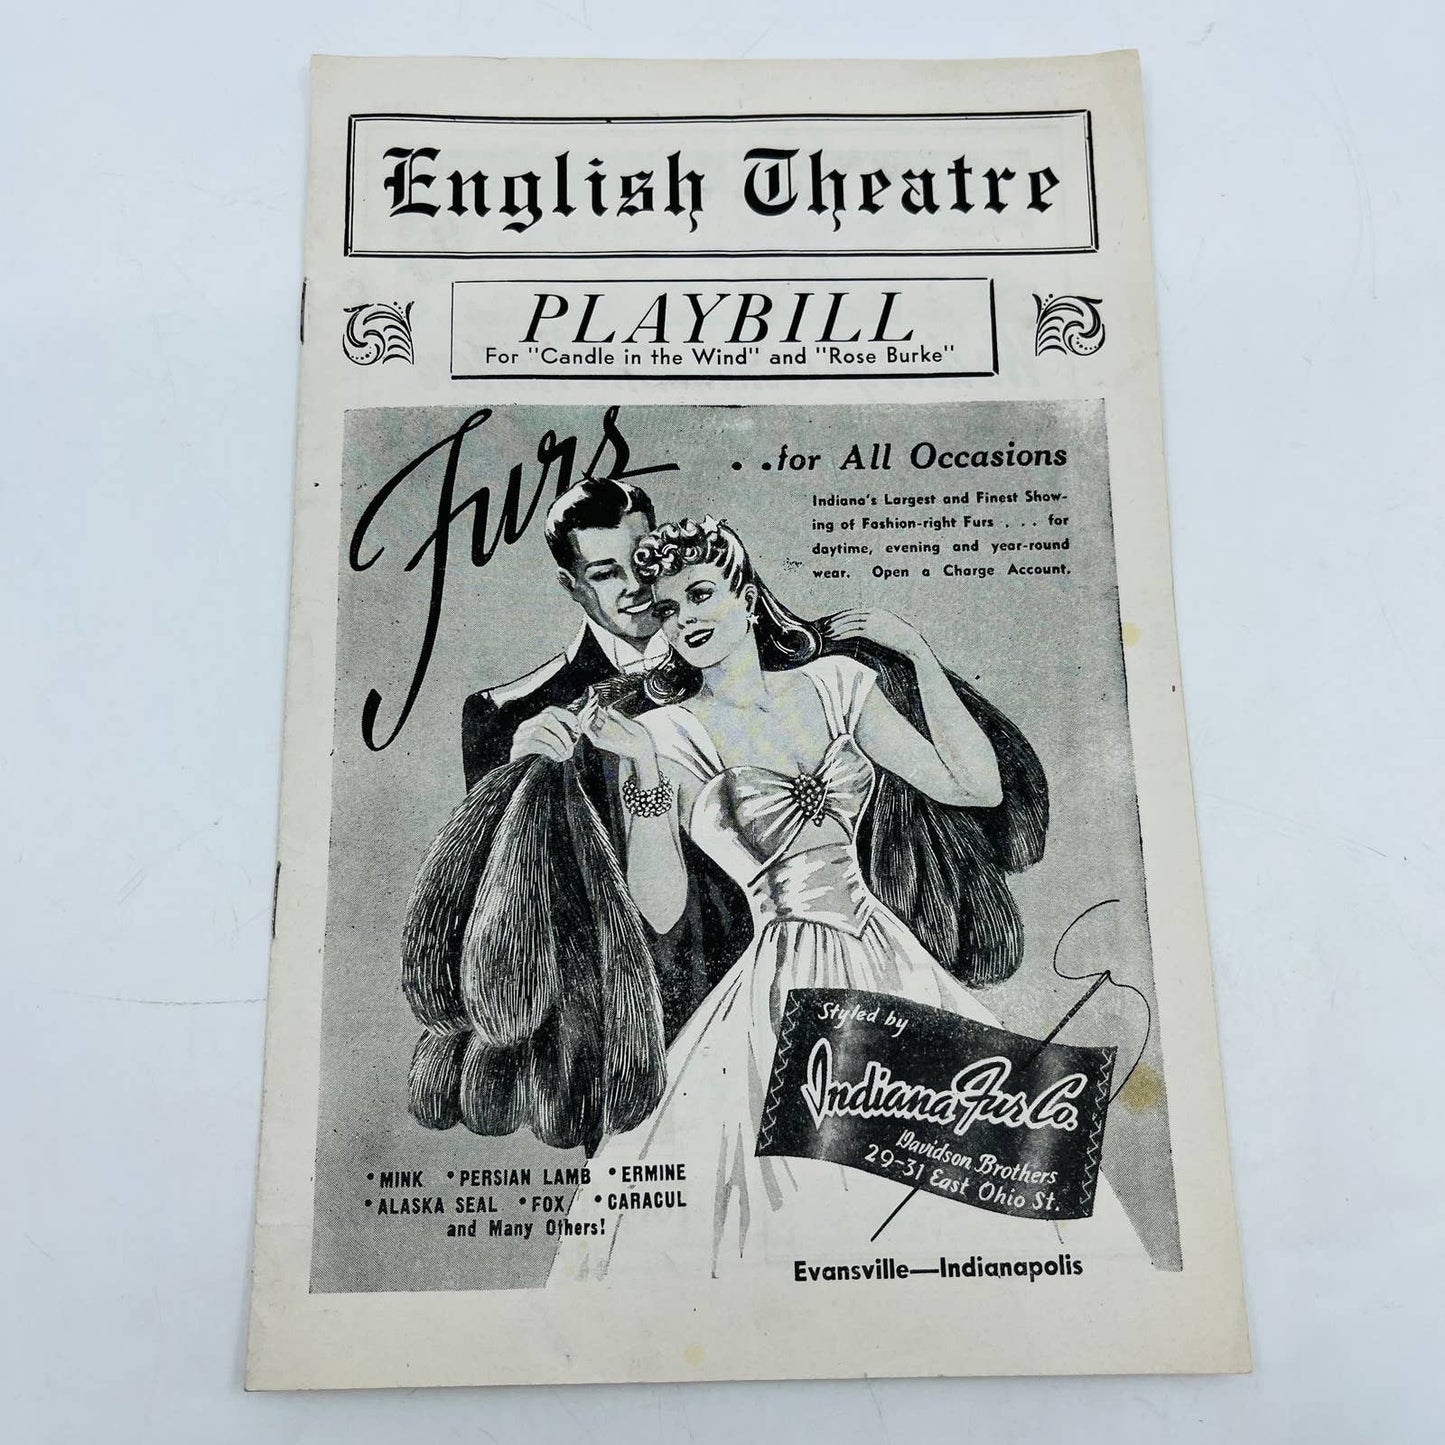 English Theatre
PLAYBILL
For "Candle in the Wind" and "Rose Burke"
Furs
. . for All Occasions
Indiana's Largest and Finest Show-
ing of Fashion-right Furs . . . for
daytime, evening and year-round
wear. Open a Charge Account.
Styled by
Indiana Fur Co.
Davidson Brothers
29-31 East Ohio St.
• MINK • PERSIAN LAMB • ERMINE
• ALASKA SEAL • FOX • CARACUL
and Many Others!
Evansville—Indianapolis